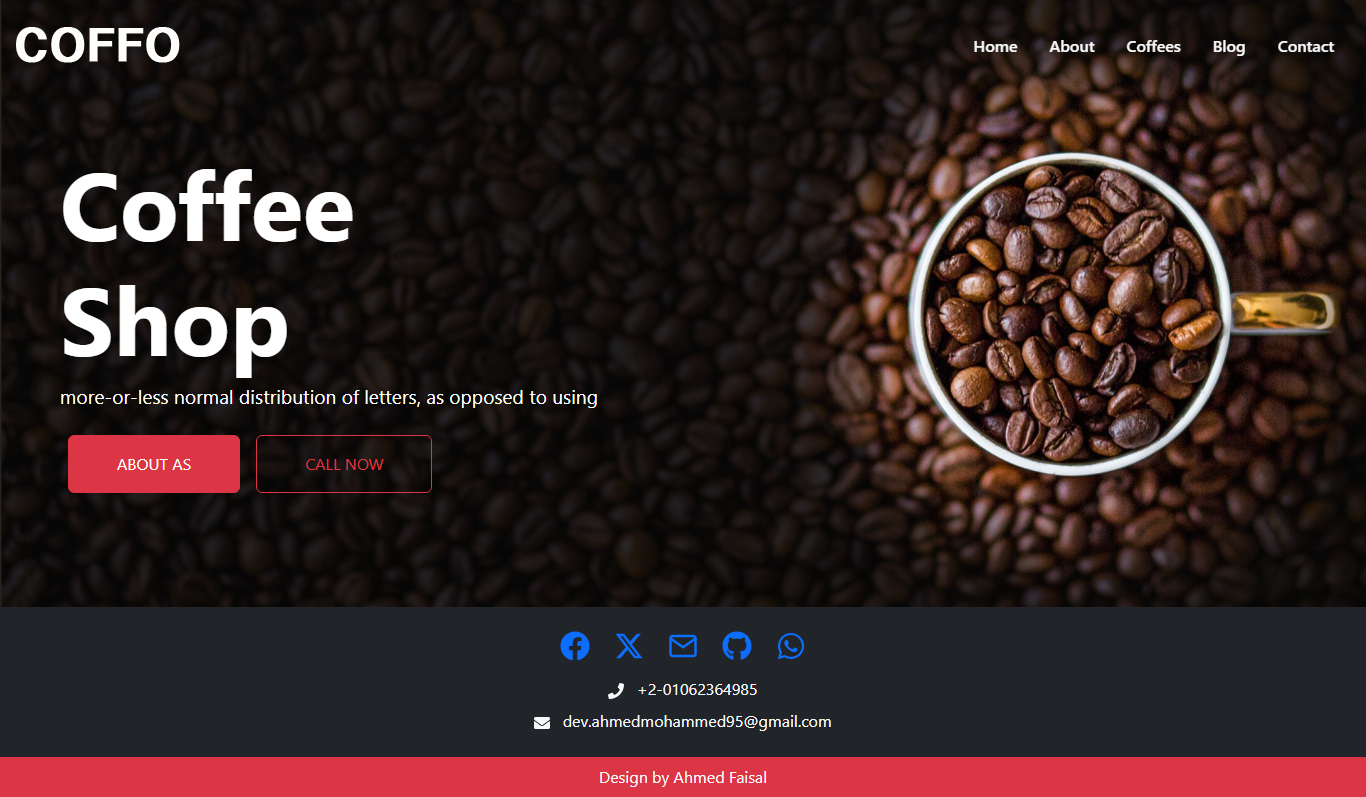 COFFO
Home About Coffees Blog Contact
Coffee
Shop
more-or-less normal distribution of letters, as opposed to using
ABOUT AS CALL NOW
+2-01062364985
dev.ahmedmohammed95@gmail.com
Design by Ahmed Faisal